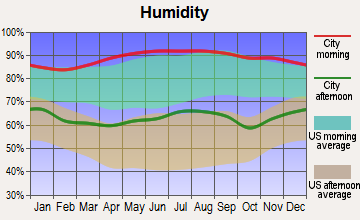 Humidity
100%
90%
80%
70%
60%
50%
40%
30%
Jan Feb Mar Apr May Jun Jul Aug Sep Oct Nov Dec
City
morning
City
afternoon
US morning
average
US afternoon
average